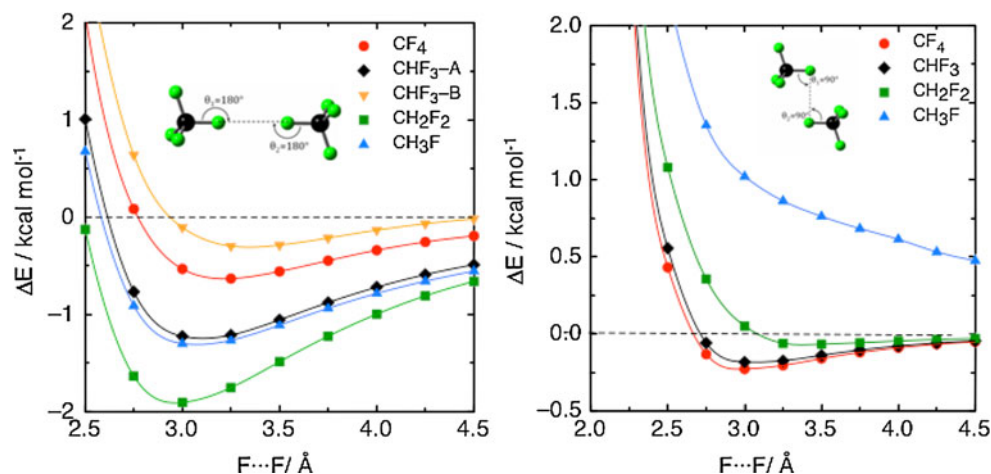 ΔE / kcal mol⁻¹
2
1
0
−1
−2
2.5 3.0 3.5 4.0 4.5
F···F/ Å
CF₄
CHF₃−A
CHF₃−B
CH₂F₂
CH₃F
θ₁=180°
θ₂=180°
ΔE / kcal mol⁻¹
2.0
1.5
1.0
0.5
0.0
−0.5
2.0 2.5 3.0 3.5 4.0 4.5
F···F/ Å
CF₄
CHF₃
CH₂F₂
CH₃F
θ₁=90°
θ₂=90°